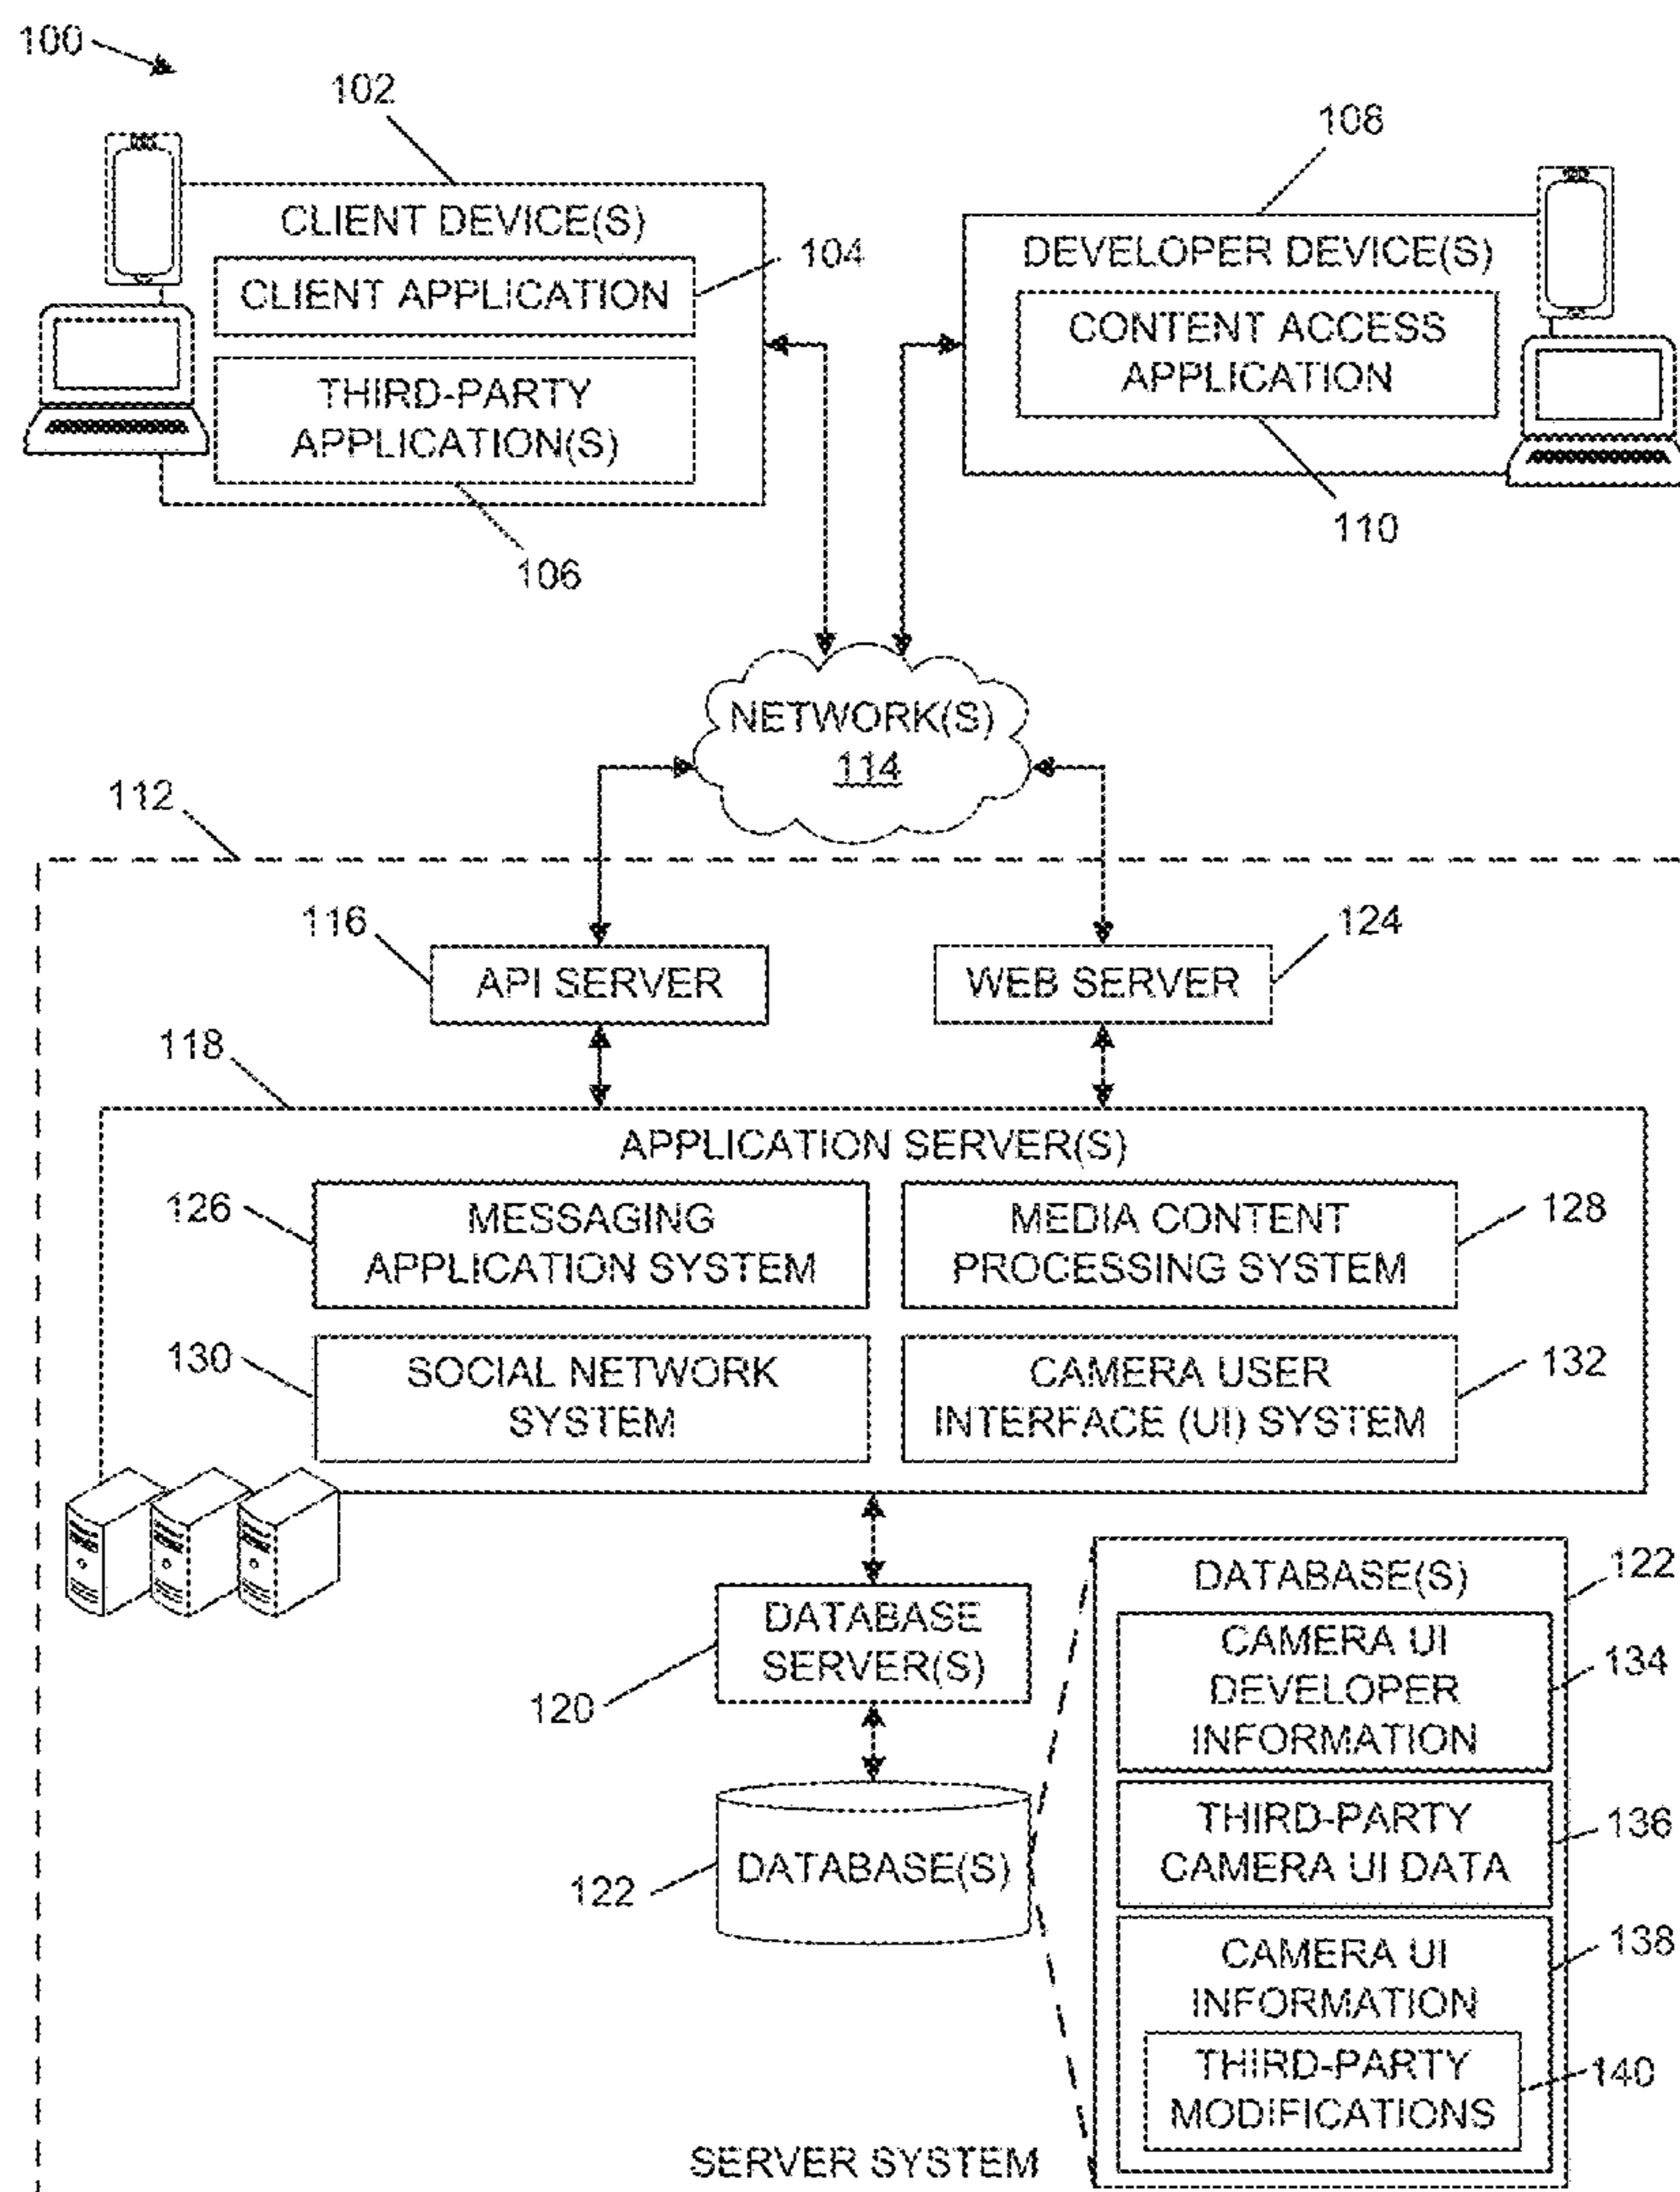 100
102
108
CLIENT DEVICE(S)
104
CLIENT APPLICATION
THIRD-PARTY
APPLICATION(S)
106
DEVELOPER DEVICE(S)
CONTENT ACCESS
APPLICATION
110
NETWORK(S)
114
112
116
API SERVER
WEB SERVER
124
118
APPLICATION SERVER(S)
126
MESSAGING
APPLICATION SYSTEM
MEDIA CONTENT
PROCESSING SYSTEM
128
130
SOCIAL NETWORK
SYSTEM
CAMERA USER
INTERFACE (UI) SYSTEM
132
DATABASE
SERVER(S)
120
122
DATABASE(S)
DATABASE(S)
122
CAMERA UI
DEVELOPER
INFORMATION
134
THIRD-PARTY
CAMERA UI DATA
136
CAMERA UI
INFORMATION
138
THIRD-PARTY
MODIFICATIONS
140
SERVER SYSTEM